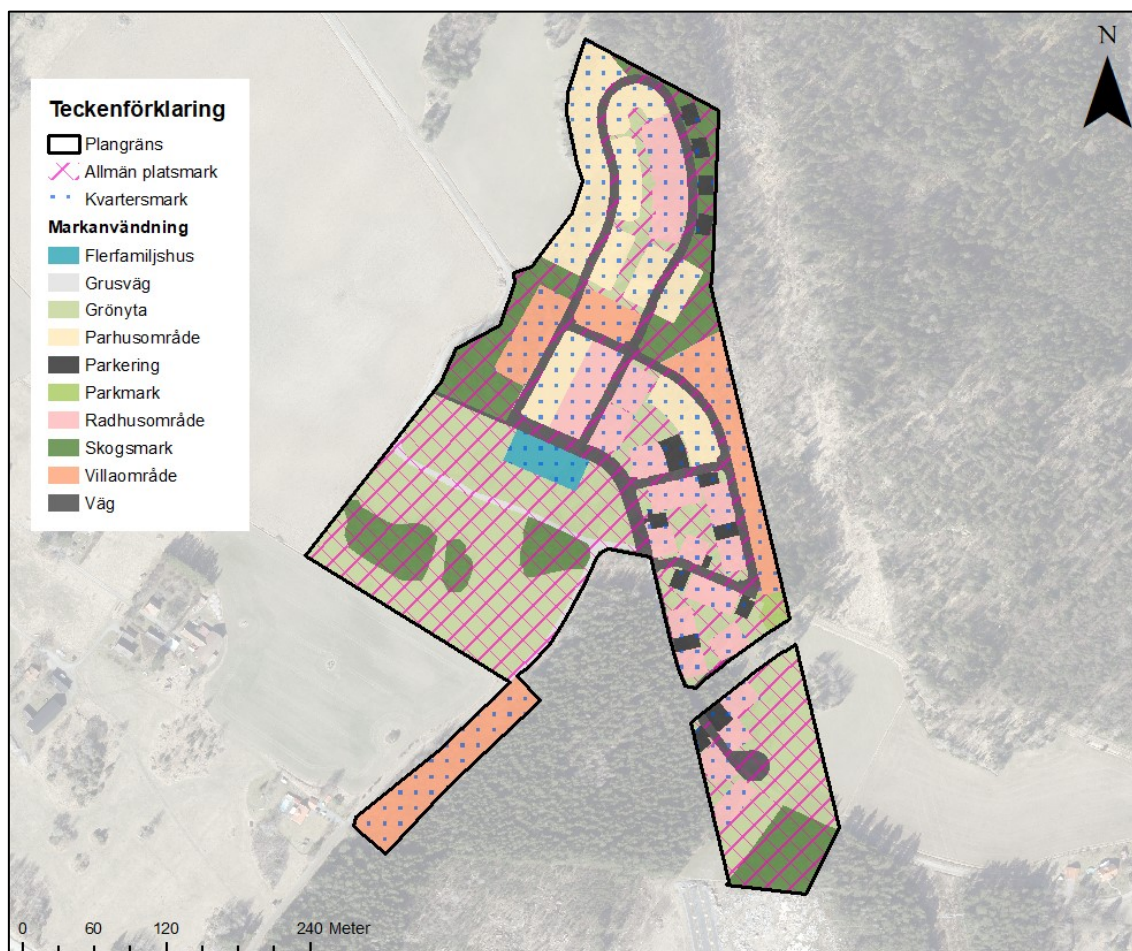 N
Teckenförklaring
Plangräns
Allmän platsmark
Kvartersmark
Markanvändning
Flerfamiljshus
Grusväg
Grönyta
Parhusområde
Parkering
Parkmark
Radhusområde
Skogsmark
Villaområde
Väg
0 60 120 240 Meter